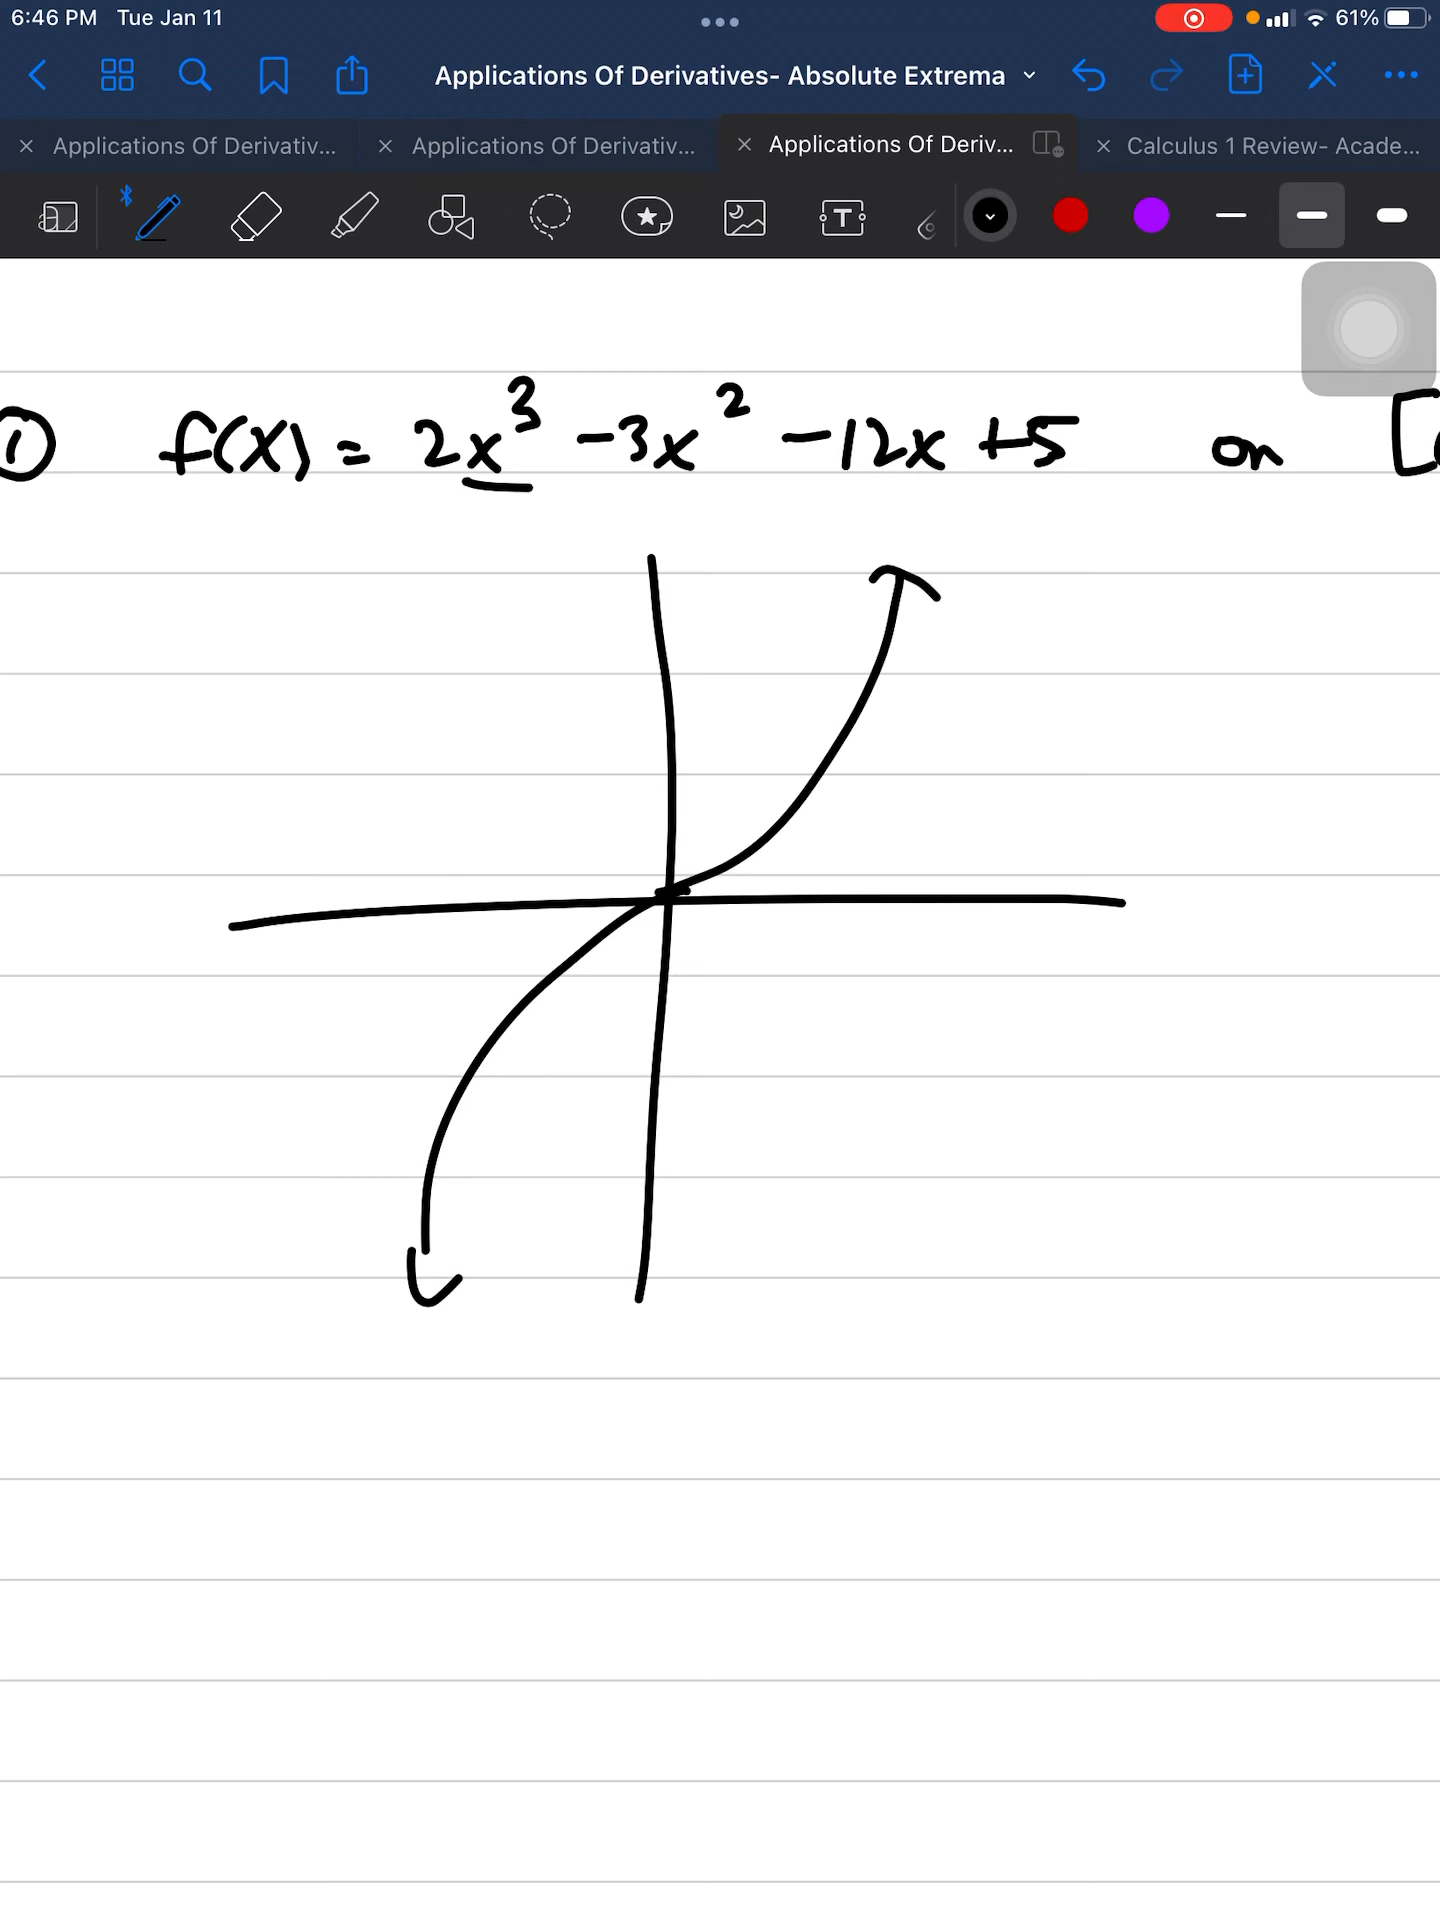 6:46 PM Tue Jan 11 61%
Applications Of Derivatives- Absolute Extrema
Applications Of Derivativ... Applications Of Derivativ... Applications Of Deriv... Calculus 1 Review- Acade...
① f(x) = 2x³ -3x² -12x +5 on [